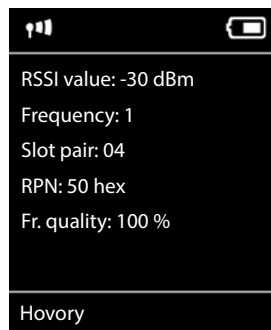 RSSI value: -30 dBm
Frequency: 1
Slot pair: 04
RPN: 50 hex
Fr. quality: 100 %
Hovory